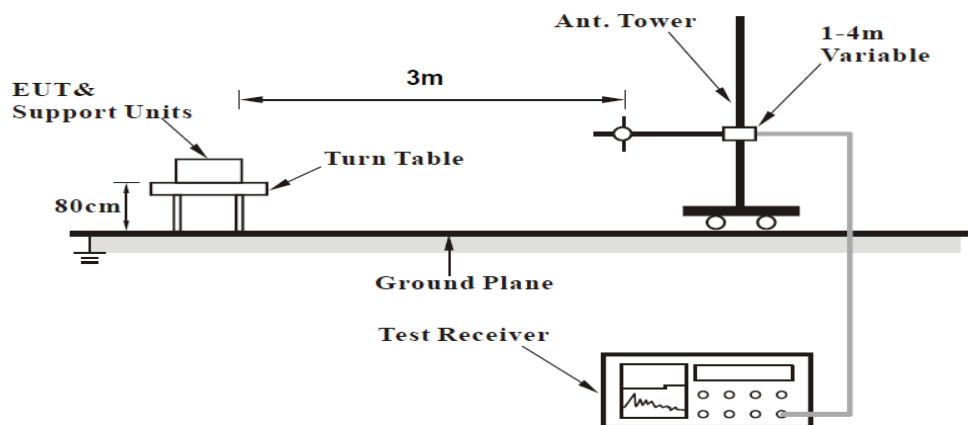 Ant. Tower
1-4m
Variable
3m
EUT&
Support Units
Turn Table
80cm
Ground Plane
Test Receiver